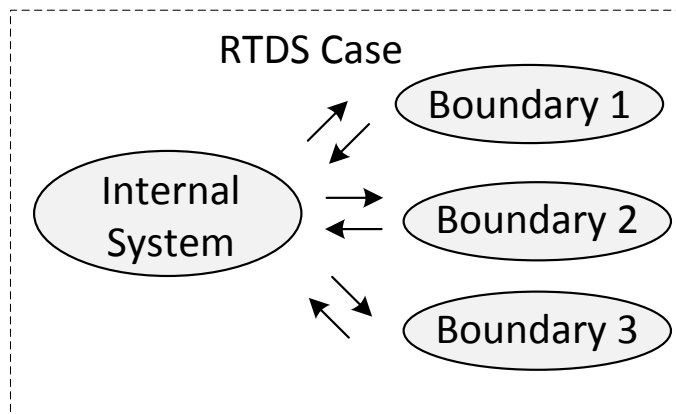 RTDS Case
Boundary 1
Internal
System
Boundary 2
Boundary 3